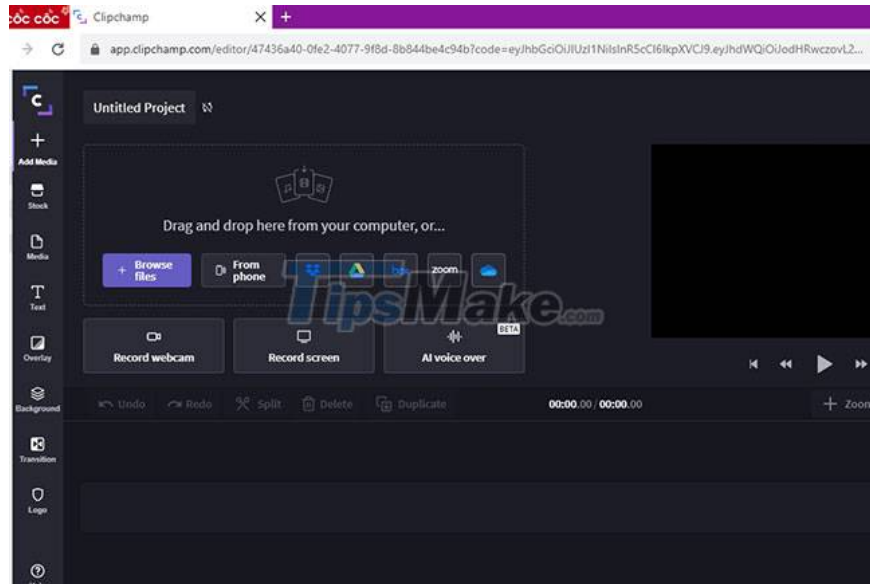 cốc cốc
Clipchamp
app.clipchamp.com/editor/47436a40-0fe2-4077-9f8d-8b844be4c94b?code=eyJhbGciOiJIUzI1NiIsInR5cCI6IkpXVCJ9.eyJhdWQiOiJodHRwczovL2...
C
Untitled Project
Add Media
Stock
Media
Text
Overlay
Background
Transition
Logo
Drag and drop here from your computer, or...
+ Browse files
From phone
box
zoom
TipsMake.com
Record webcam
Record screen
AI voice over
BETA
Undo
Redo
Split
Delete
Duplicate
00:00.00 / 00:00.00
+ Zoom